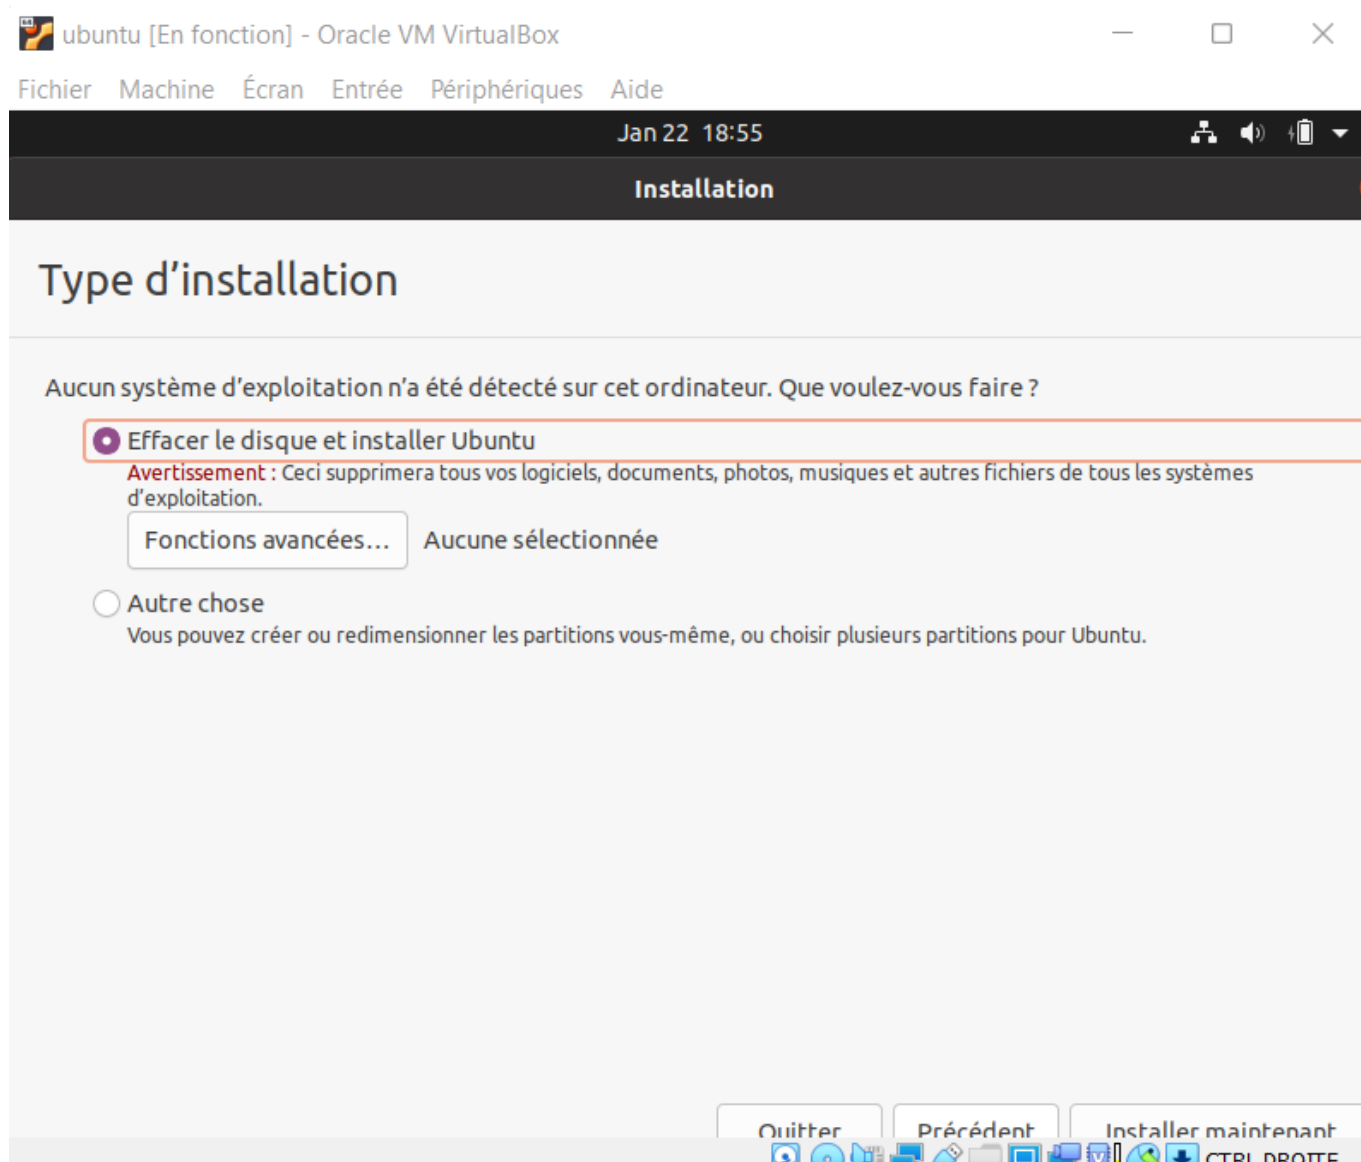 ubuntu [En fonction] - Oracle VM VirtualBox
Fichier Machine Écran Entrée Périphériques Aide
Jan 22 18:55
Installation
Type d’installation
Aucun système d’exploitation n’a été détecté sur cet ordinateur. Que voulez-vous faire ?
Effacer le disque et installer Ubuntu
Avertissement : Ceci supprimera tous vos logiciels, documents, photos, musiques et autres fichiers de tous les systèmes
d’exploitation.
Fonctions avancées… Aucune sélectionnée
Autre chose
Vous pouvez créer ou redimensionner les partitions vous-même, ou choisir plusieurs partitions pour Ubuntu.
Quitter Précédent Installer maintenant
CTRL DROITE